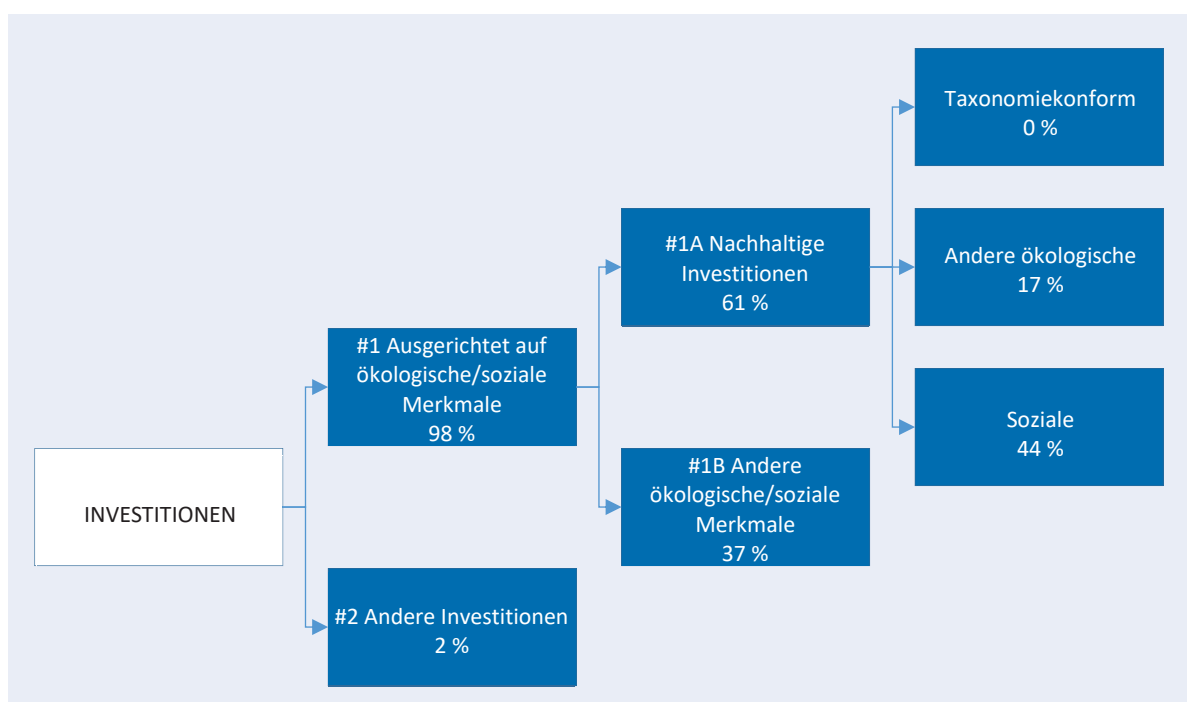 INVESTITIONEN
#1 Ausgerichtet auf
ökologische/soziale
Merkmale
98 %
#2 Andere Investitionen
2 %
#1A Nachhaltige
Investitionen
61 %
#1B Andere
ökologische/soziale
Merkmale
37 %
Taxonomiekonform
0 %
Andere ökologische
17 %
Soziale
44 %